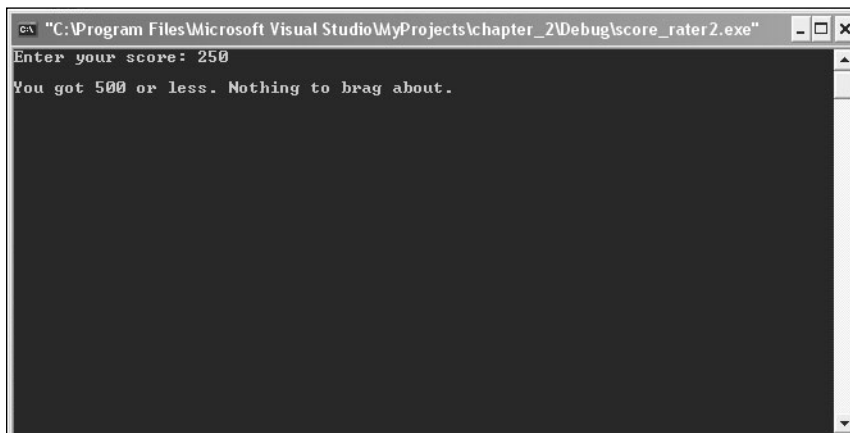 "C:\Program Files\Microsoft Visual Studio\MyProjects\chapter_2\Debug\score_rater2.exe"
Enter your score: 250
You got 500 or less. Nothing to brag about.